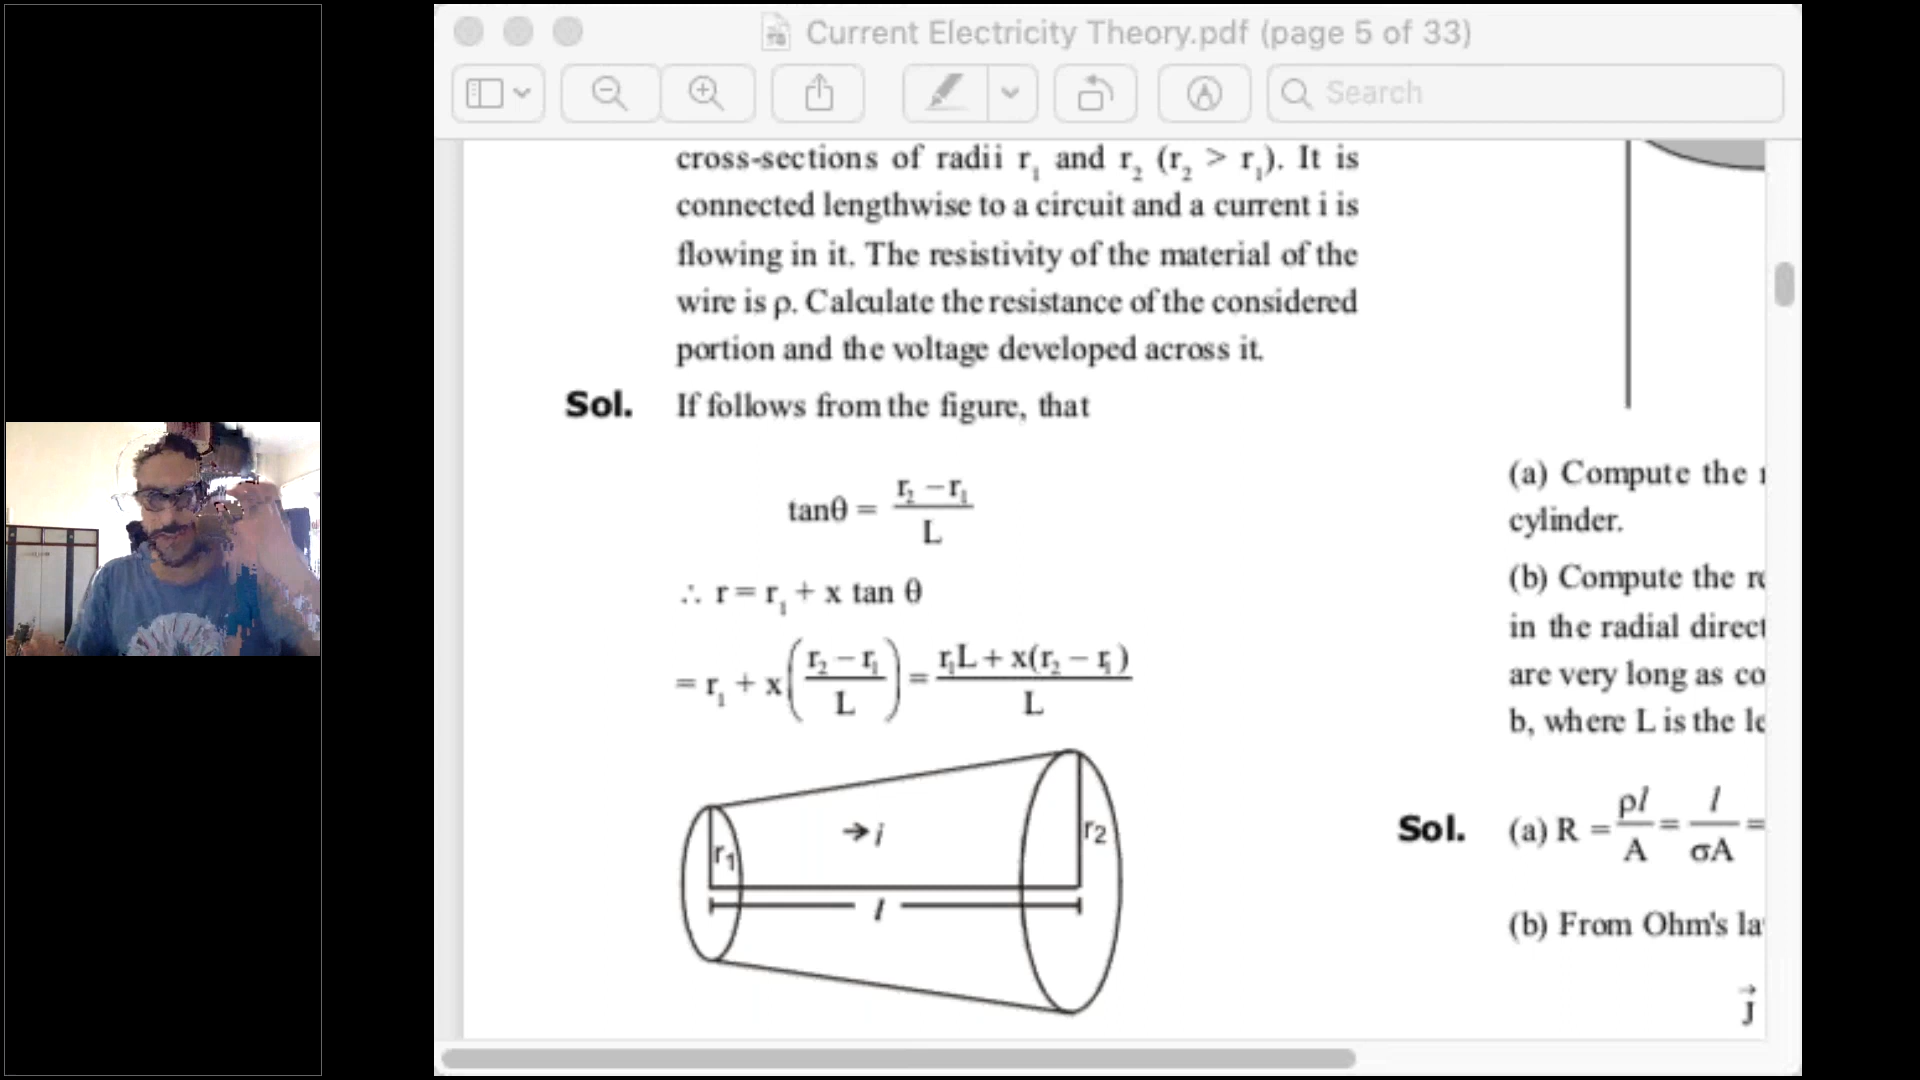 Current Electricity Theory.pdf (page 5 of 33)
Search
cross-sections of radii r₁ and r₂ (r₂ > r₁). It is
connected lengthwise to a circuit and a current i is
flowing in it. The resistivity of the material of the
wire is ρ. Calculate the resistance of the considered
portion and the voltage developed across it.
Sol. If follows from the figure, that
tanθ = (r₂ − r₁)/L
∴ r = r₁ + x tan θ
= r₁ + x((r₂ − r₁)/L) = (r₁L + x(r₂ − r₁))/L
r₁
→ i
r₂
l
(a) Compute the
cylinder.
(b) Compute the
in the radial direct
are very long as co
b, where L is the
Sol. (a) R = ρl/A = l/σA =
(b) From Ohm's
J⃗